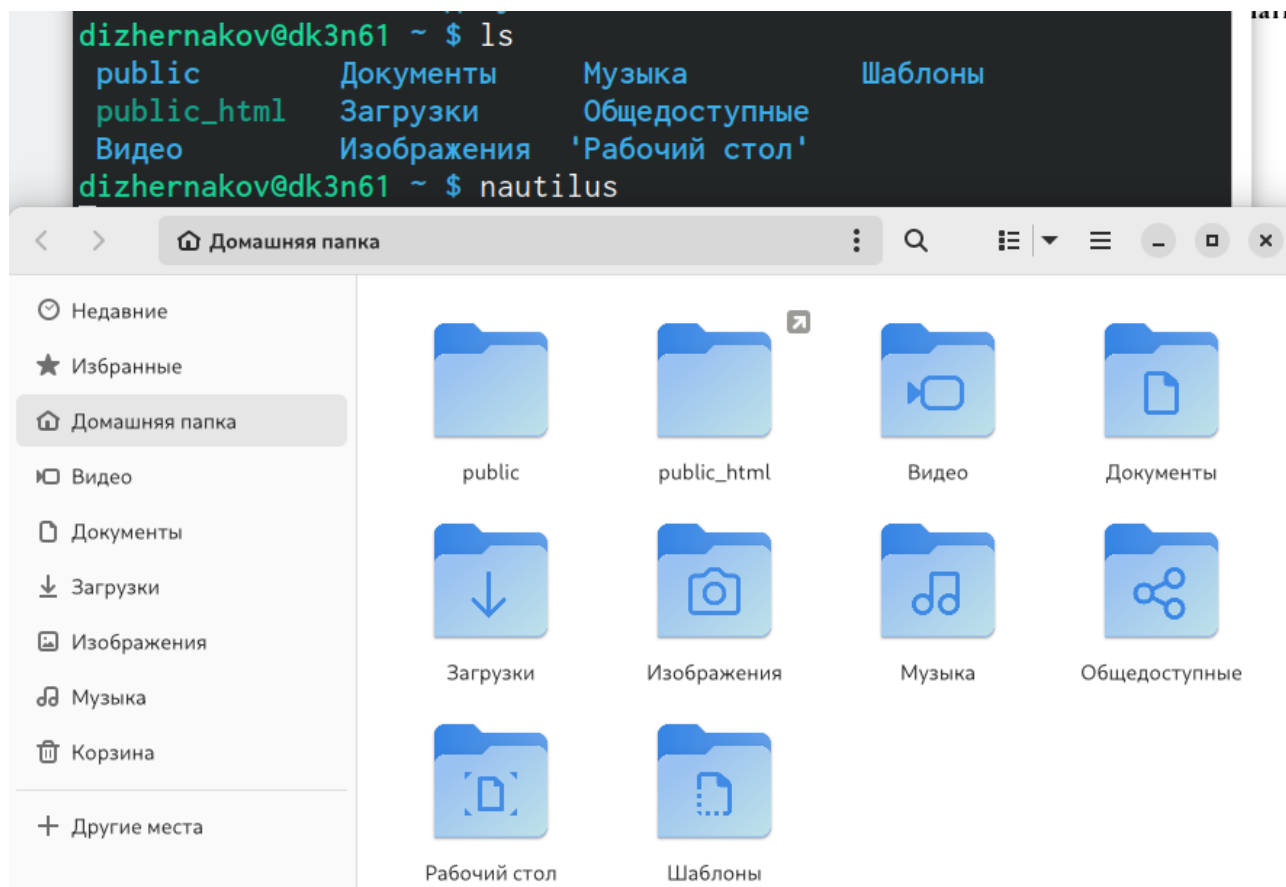 dizhernakov@dk3n61 ~ $ ls
public Документы Музыка Шаблоны
public_html Загрузки Общедоступные
Видео Изображения 'Рабочий стол'
dizhernakov@dk3n61 ~ $ nautilus
Домашняя папка
Недавние
Избранные
Домашняя папка
Видео
Документы
Загрузки
Изображения
Музыка
Корзина
Другие места
public public_html Видео Документы
Загрузки Изображения Музыка Общедоступные
Рабочий стол Шаблоны